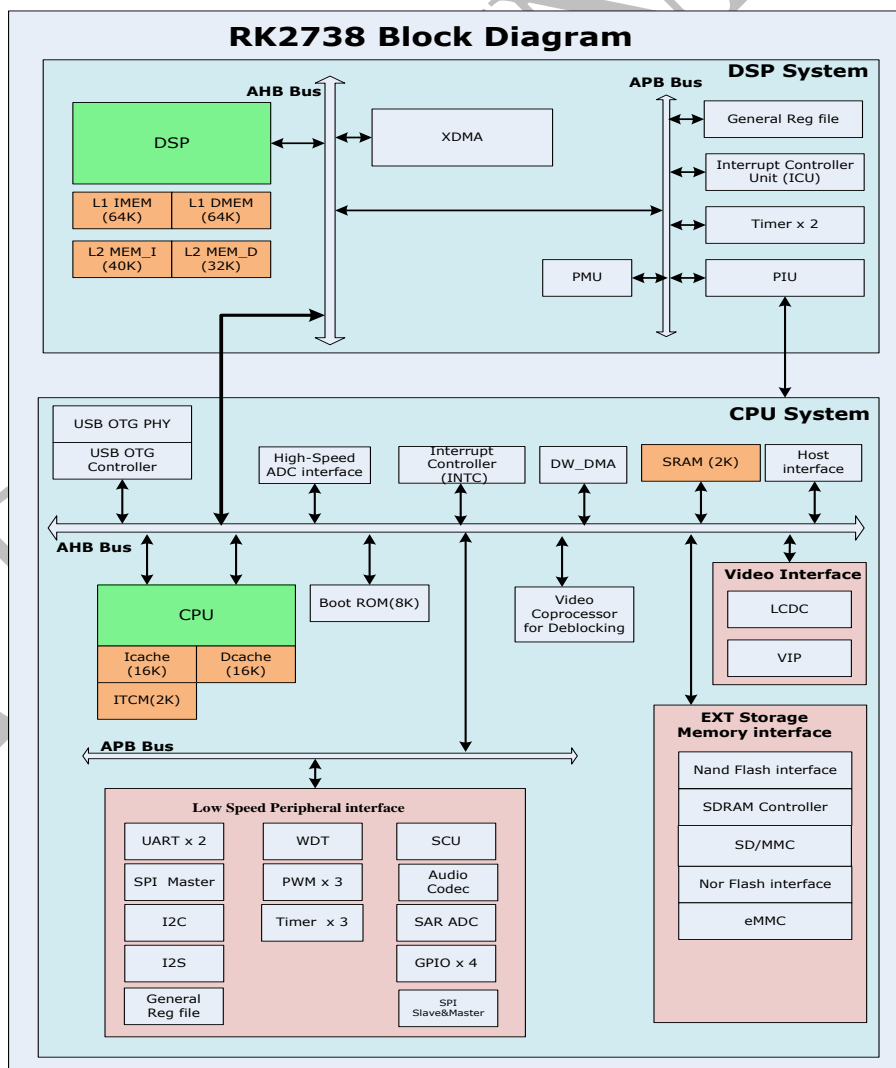 RK2738 Block Diagram
DSP System
AHB Bus
APB Bus
DSP
XDMA
General Reg file
Interrupt Controller
Unit (ICU)
L1 IMEM
(64K)
L1 DMEM
(64K)
Timer x 2
L2 MEM_I
(40K)
L2 MEM_D
(32K)
PMU
PIU
CPU System
USB OTG PHY
USB OTG
Controller
High-Speed
ADC interface
Interrupt
Controller
(INTC)
DW_DMA
SRAM (2K)
Host
interface
AHB Bus
CPU
Icache
(16K)
Dcache
(16K)
ITCM(2K)
Boot ROM(8K)
Video
Coprocessor
for Deblocking
Video Interface
LCDC
VIP
APB Bus
EXT Storage
Memory interface
Nand Flash interface
SDRAM Controller
SD/MMC
Nor Flash interface
eMMC
Low Speed Peripheral interface
UART x 2
WDT
SCU
SPI Master
PWM x 3
Audio
Codec
I2C
Timer x 3
SAR ADC
I2S
GPIO x 4
General
Reg file
SPI
Slave&Master